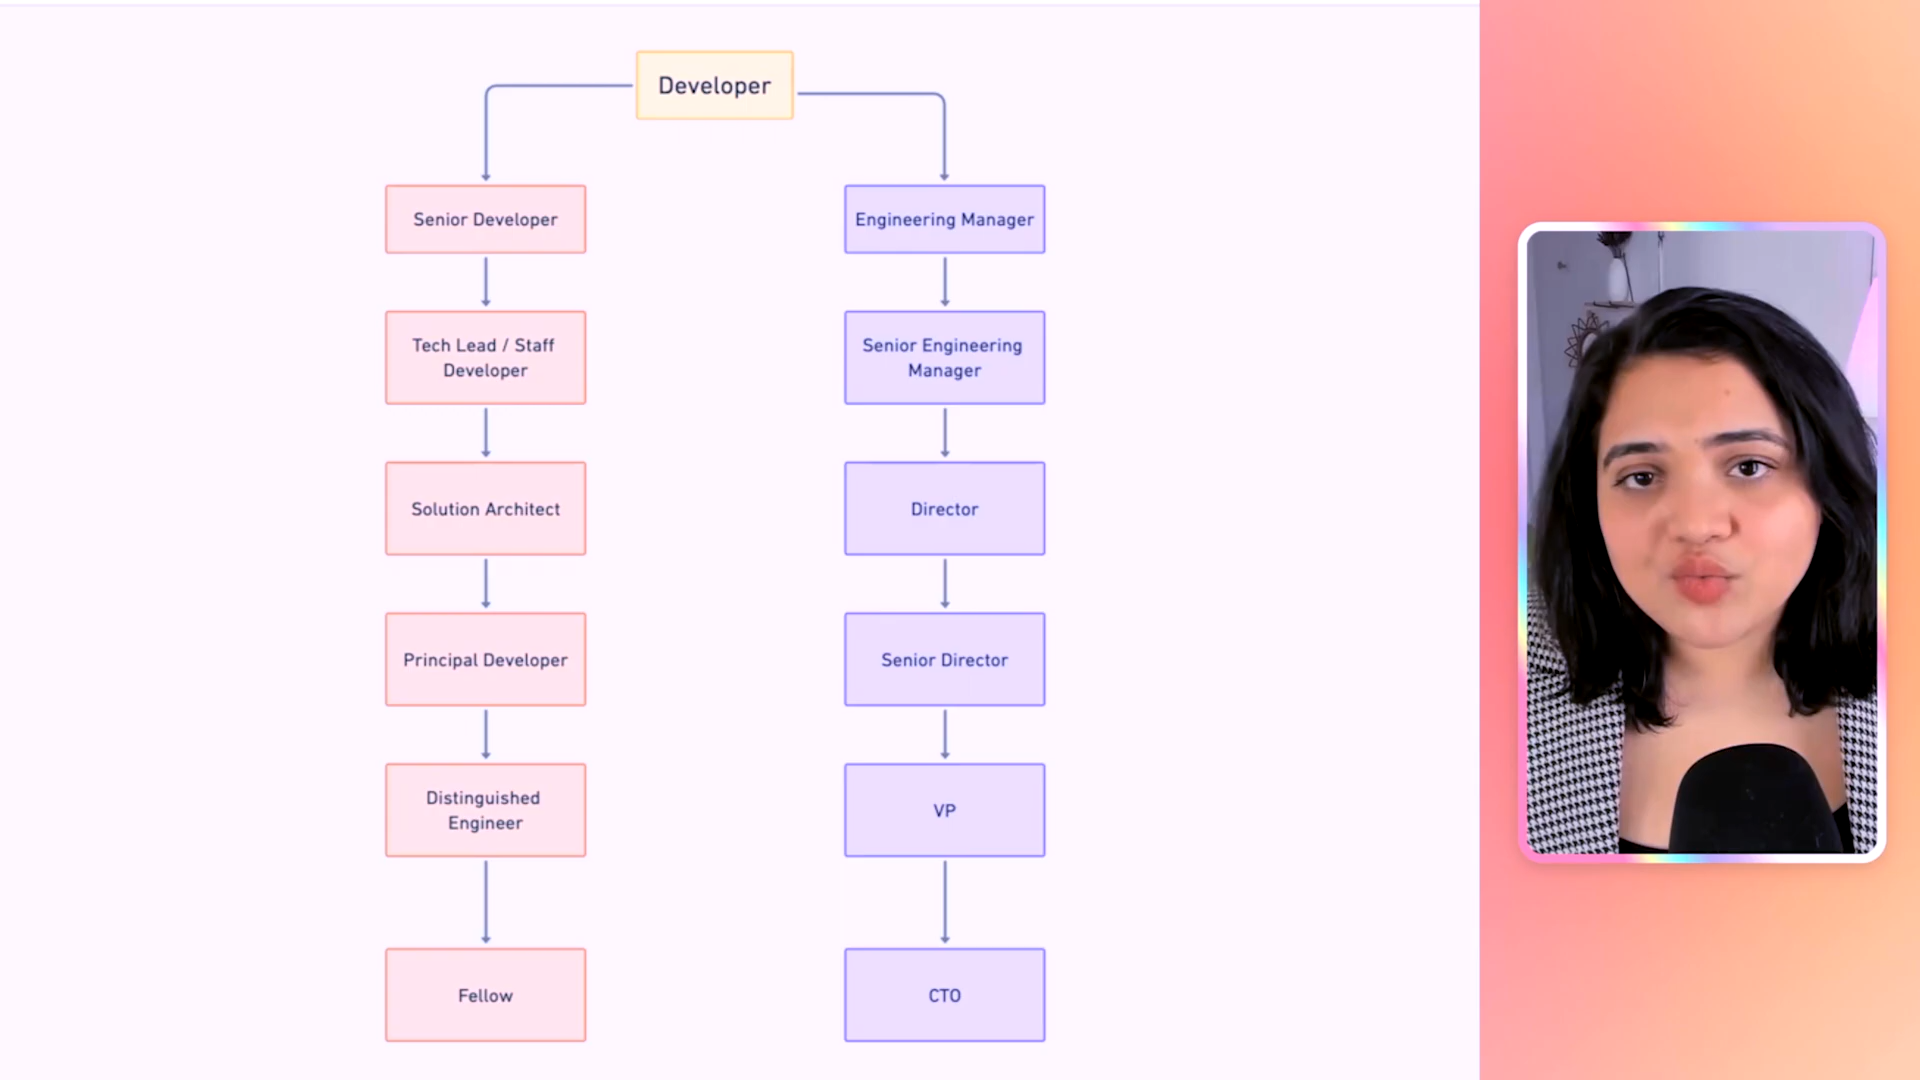 Developer
Senior Developer
Engineering Manager
Tech Lead / Staff
Developer
Senior Engineering
Manager
Solution Architect
Director
Principal Developer
Senior Director
Distinguished
Engineer
VP
Fellow
CTO